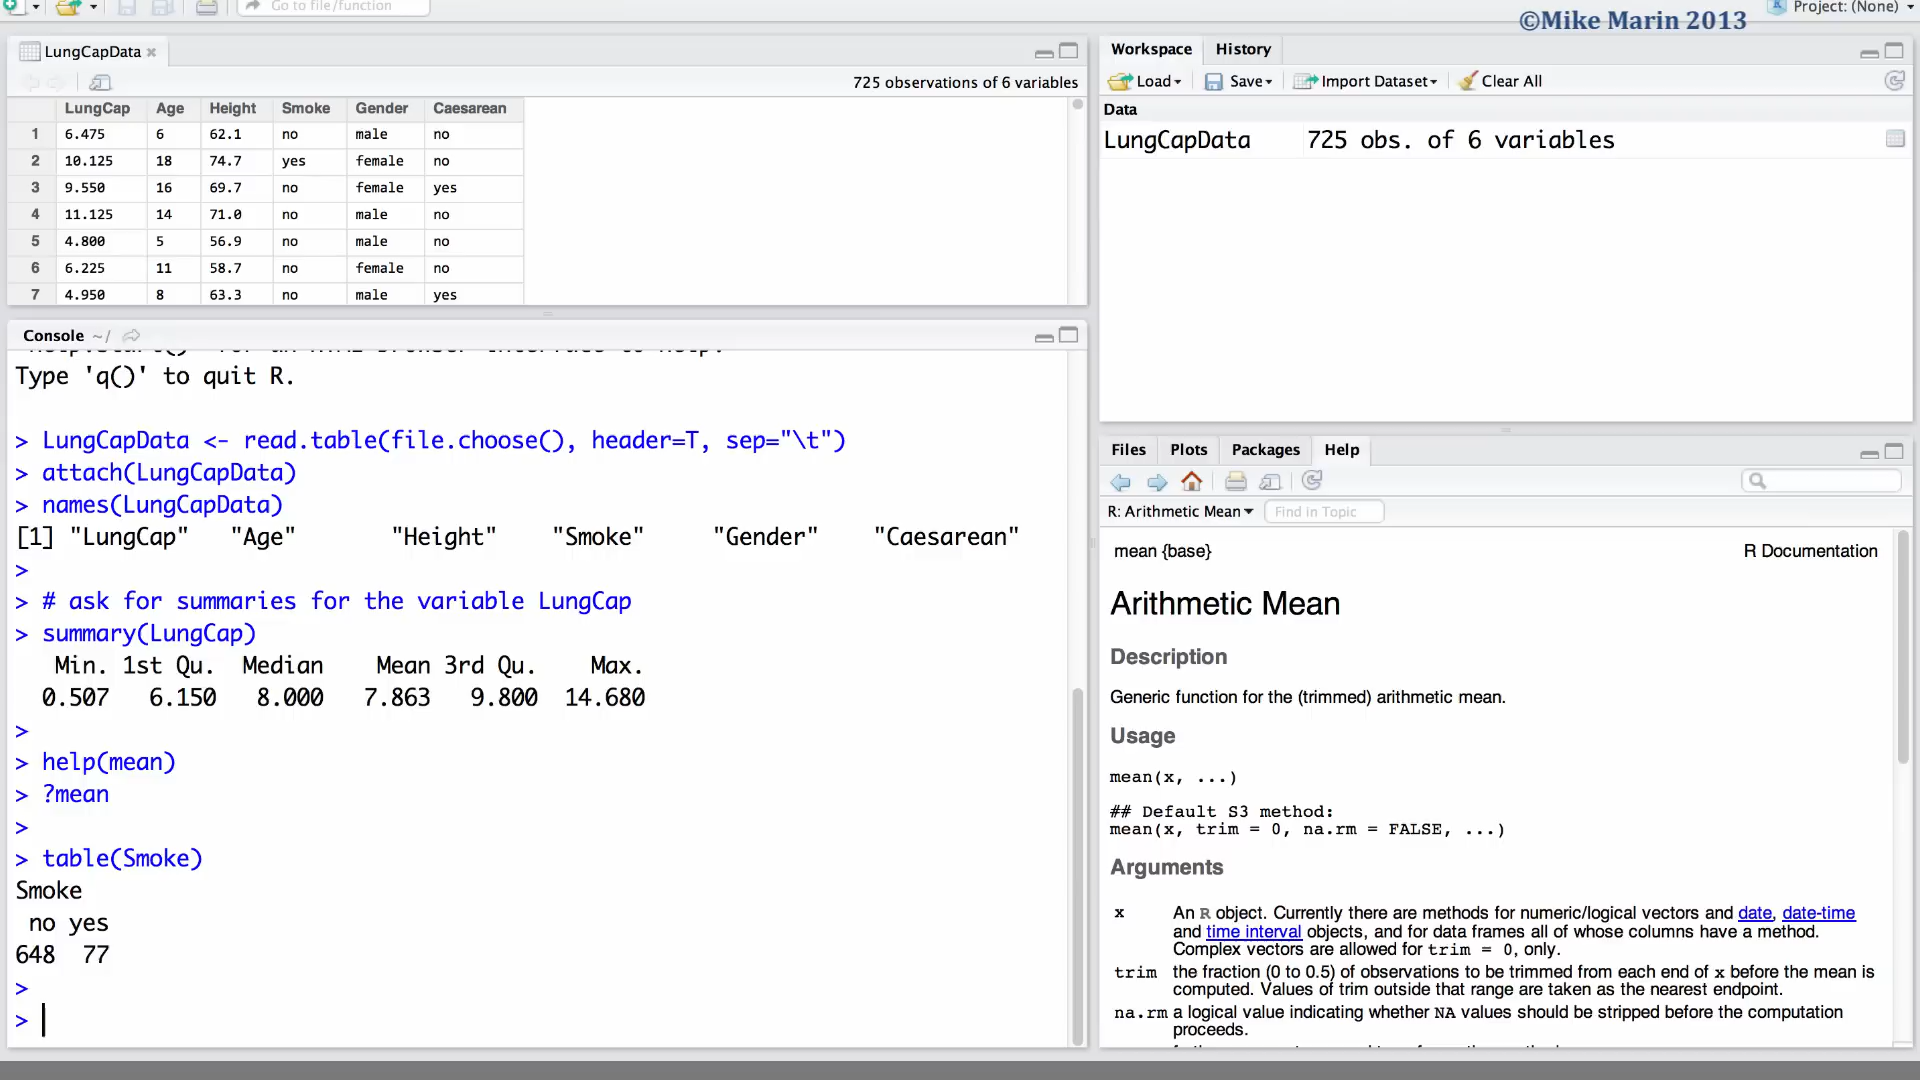 Go to file/function
©Mike Marin 2013
Project: (None)
LungCapData
725 observations of 6 variables
LungCap Age Height Smoke Gender Caesarean
1 6.475 6 62.1 no male no
2 10.125 18 74.7 yes female no
3 9.550 16 69.7 no female yes
4 11.125 14 71.0 no male no
5 4.800 5 56.9 no male no
6 6.225 11 58.7 no female no
7 4.950 8 63.3 no male yes
Console ~/
Type 'q()' to quit R.
> LungCapData <- read.table(file.choose(), header=T, sep="\t")
> attach(LungCapData)
> names(LungCapData)
[1] "LungCap" "Age" "Height" "Smoke" "Gender" "Caesarean"
>
> # ask for summaries for the variable LungCap
> summary(LungCap)
Min. 1st Qu. Median Mean 3rd Qu. Max.
0.507 6.150 8.000 7.863 9.800 14.680
>
> help(mean)
> ?mean
>
> table(Smoke)
Smoke
no yes
648 77
>
>
Workspace History
Load Save Import Dataset Clear All
Data
LungCapData 725 obs. of 6 variables
Files Plots Packages Help
R: Arithmetic Mean Find in Topic
mean {base} R Documentation
Arithmetic Mean
Description
Generic function for the (trimmed) arithmetic mean.
Usage
mean(x, ...)
## Default S3 method:
mean(x, trim = 0, na.rm = FALSE, ...)
Arguments
x An R object. Currently there are methods for numeric/logical vectors and date, date-time
and time interval objects, and for data frames all of whose columns have a method.
Complex vectors are allowed for trim = 0, only.
trim the fraction (0 to 0.5) of observations to be trimmed from each end of x before the mean is
computed. Values of trim outside that range are taken as the nearest endpoint.
na.rm a logical value indicating whether NA values should be stripped before the computation
proceeds.